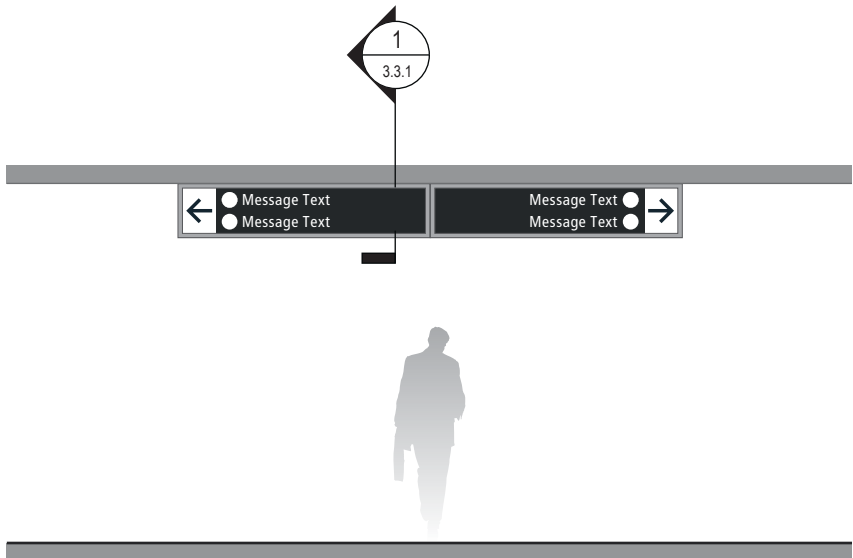 1
3.3.1
← Message Text
← Message Text
Message Text
Message Text →